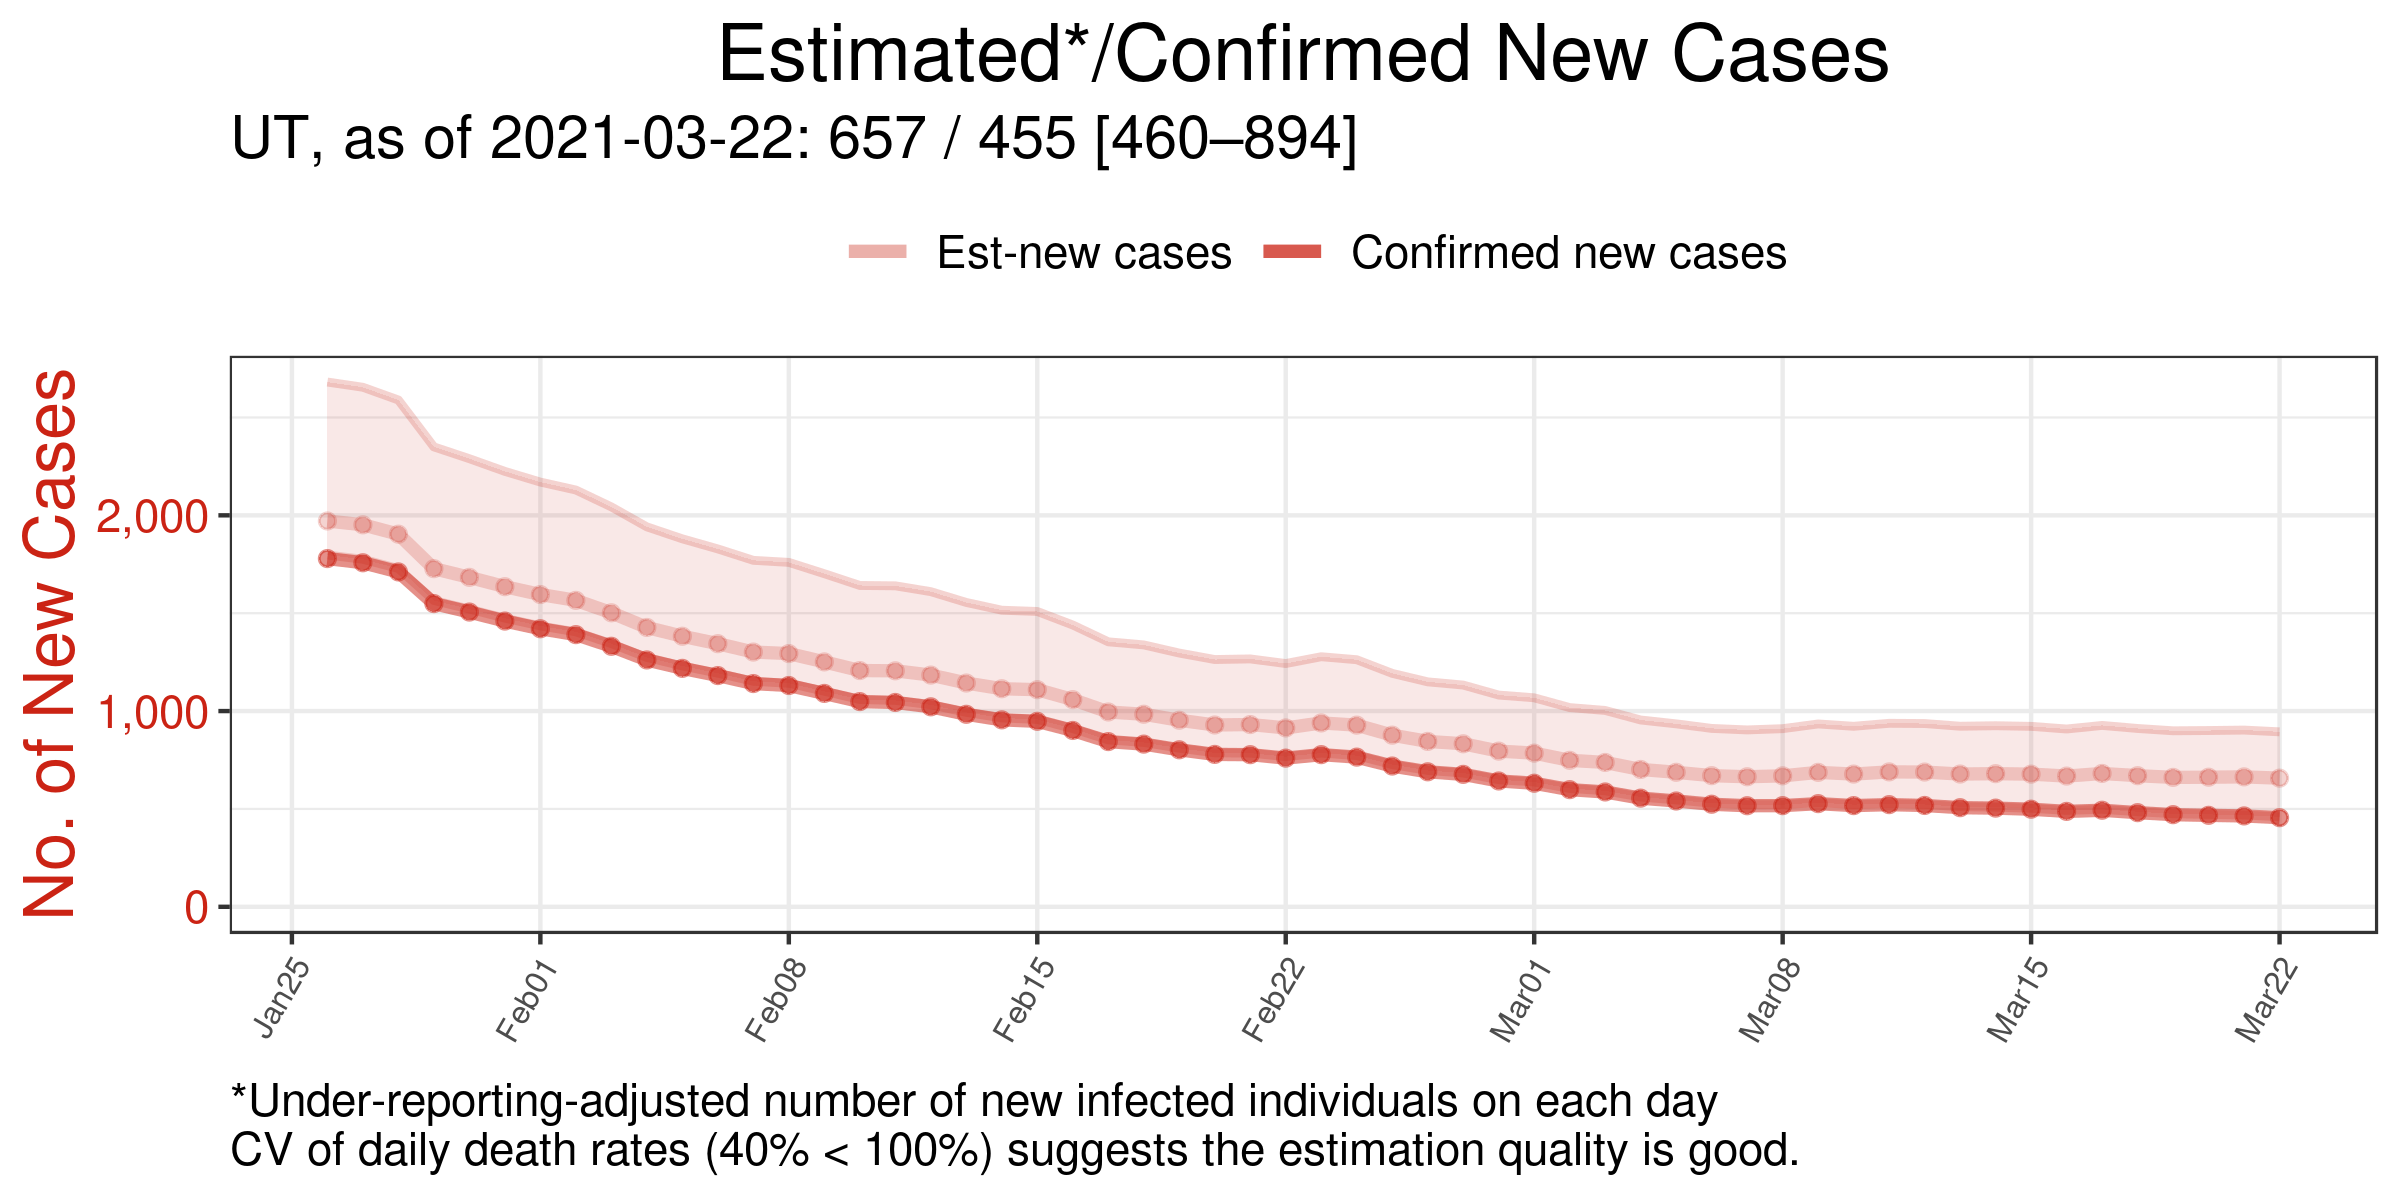 Estimated*/Confirmed New Cases
UT, as of 2021-03-22: 657 / 455 [460–894]
Est-new cases Confirmed new cases
No. of New Cases
2,000
1,000
0
Jan25 Feb01 Feb08 Feb15 Feb22 Mar01 Mar08 Mar15 Mar22
*Under-reporting-adjusted number of new infected individuals on each day
CV of daily death rates (40% < 100%) suggests the estimation quality is good.